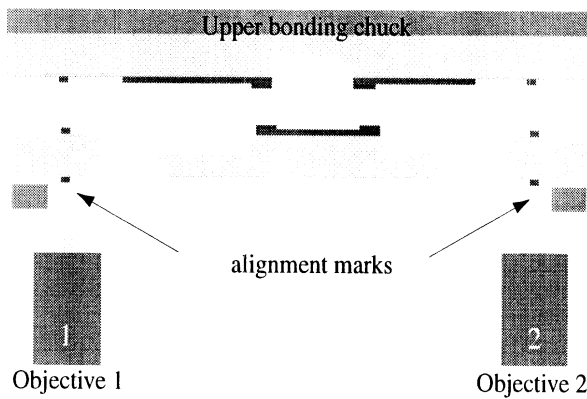 Upper bonding chuck
alignment marks
1
2
Objective 1
Objective 2